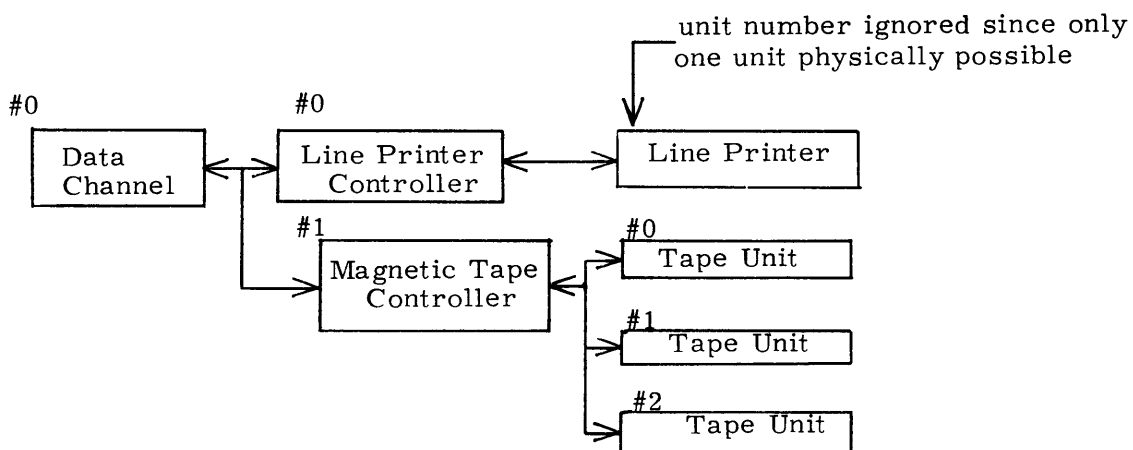 unit number ignored since only
one unit physically possible
#0
#0
Data
Channel
Line Printer
Controller
Line Printer
#1
Magnetic Tape
Controller
#0
Tape Unit
#1
Tape Unit
#2
Tape Unit